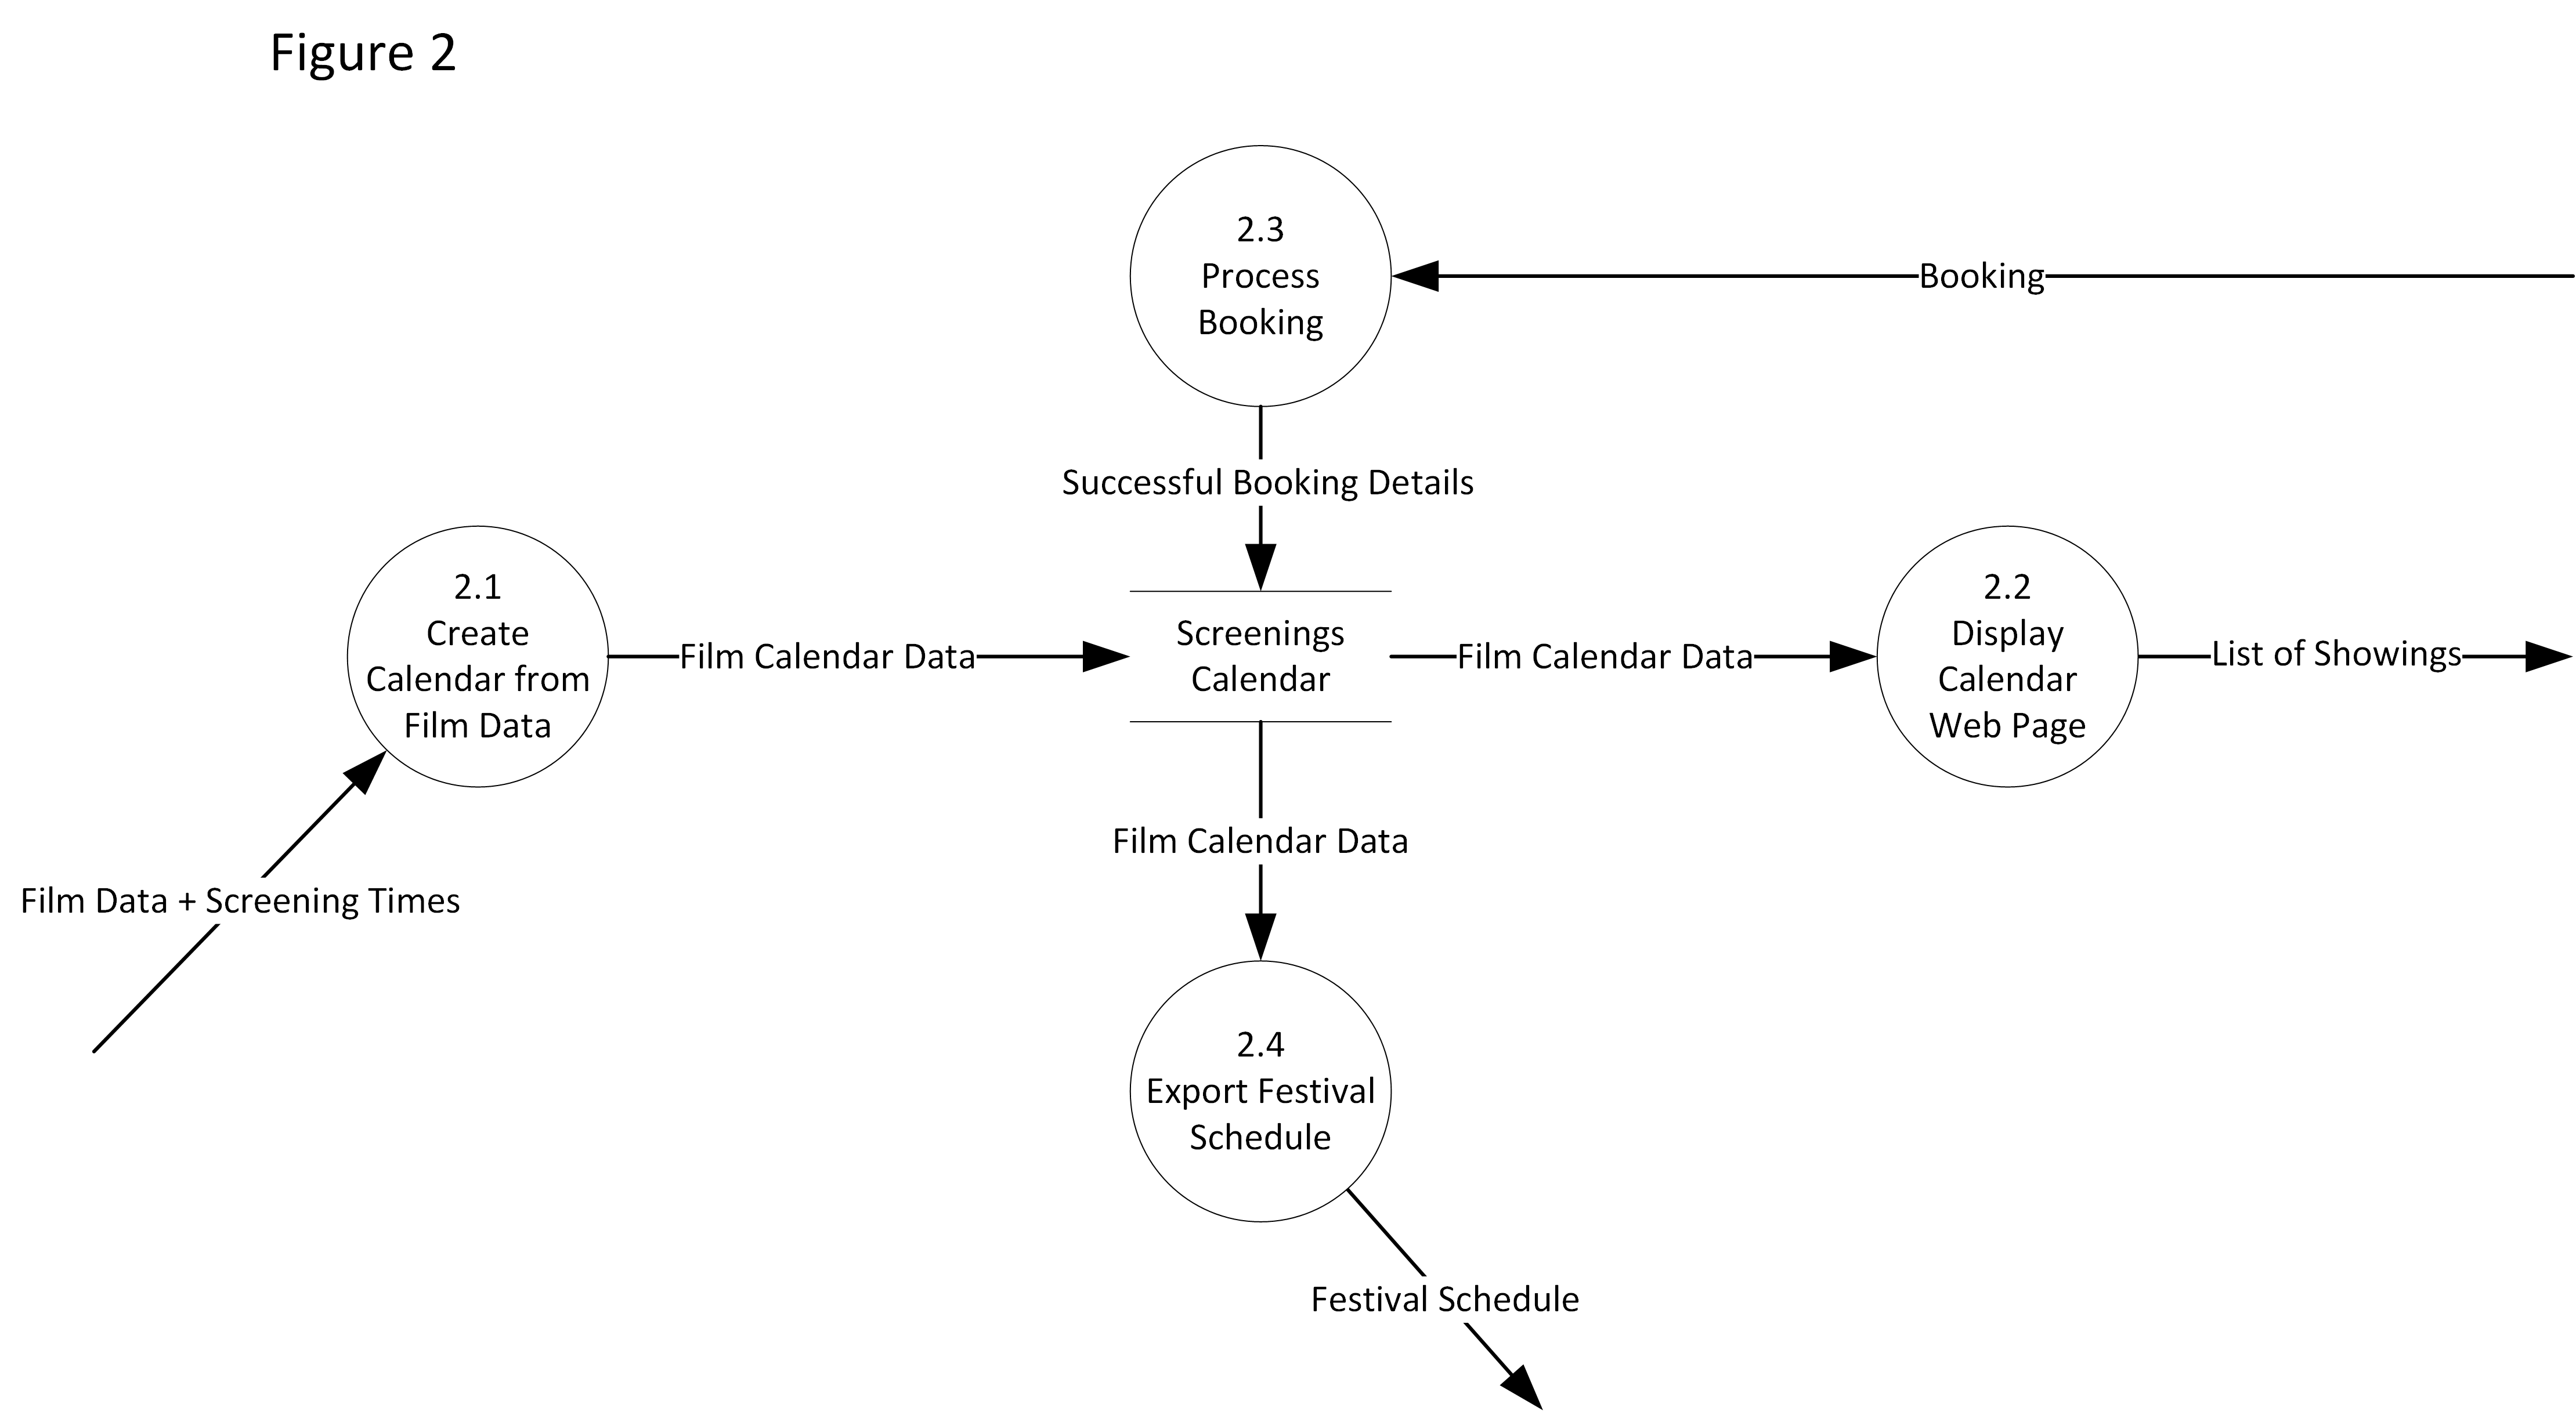 Figure 2
2.3
Process
Booking
Booking
Successful Booking Details
2.1
Create
Calendar from
Film Data
Film Calendar Data
Screenings
Calendar
Film Calendar Data
2.2
Display
Calendar
Web Page
List of Showings
Film Calendar Data
Film Data + Screening Times
2.4
Export Festival
Schedule
Festival Schedule